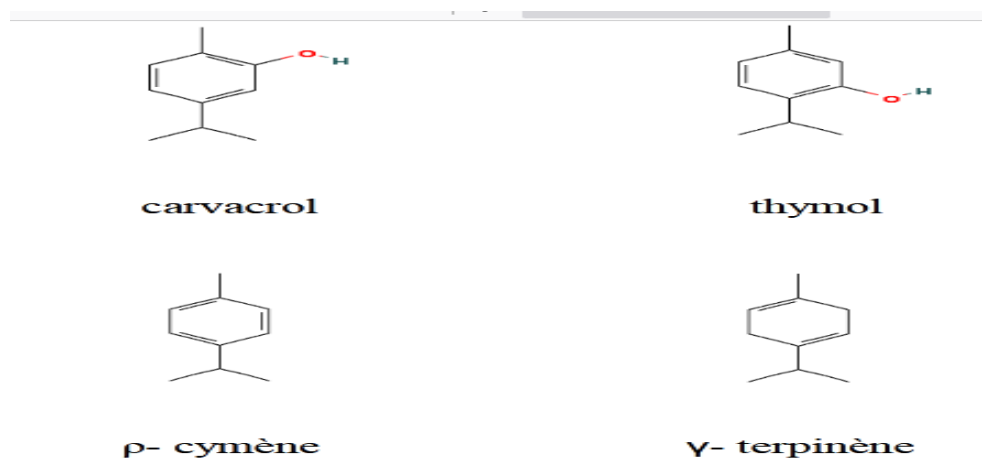 O H
carvacrol
O H
thymol
ρ- cymène
γ- terpinène